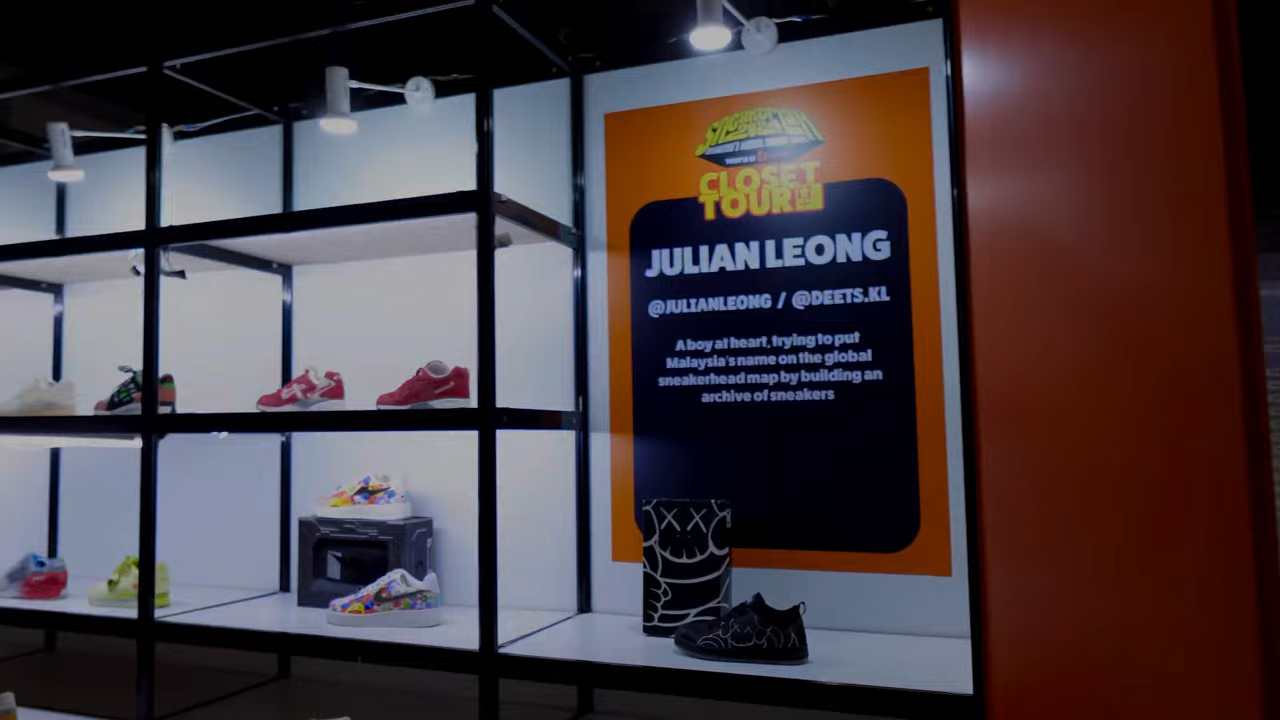 CLOSET
TOUR
JULIAN LEONG
@JULIANLEONG / @DEETS.KL
A boy at heart, trying to put
Malaysia's name on the global
sneakerhead map by building an
archive of sneakers